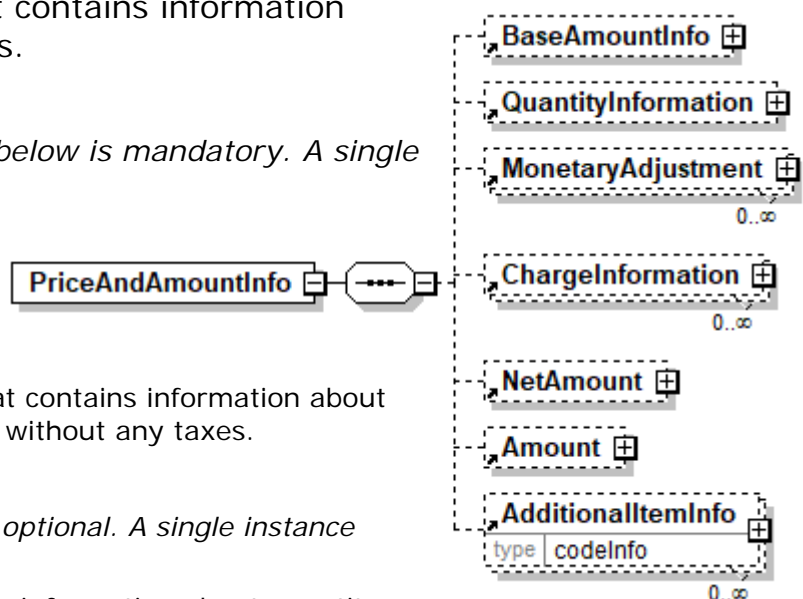 t contains information
s.
below is mandatory. A single
at contains information about
without any taxes.
optional. A single instance
PriceAndAmountInfo
BaseAmountInfo
QuantityInformation
MonetaryAdjustment
0..∞
ChargeInformation
0..∞
NetAmount
Amount
AdditionalItemInfo
type codeInfo
0..∞